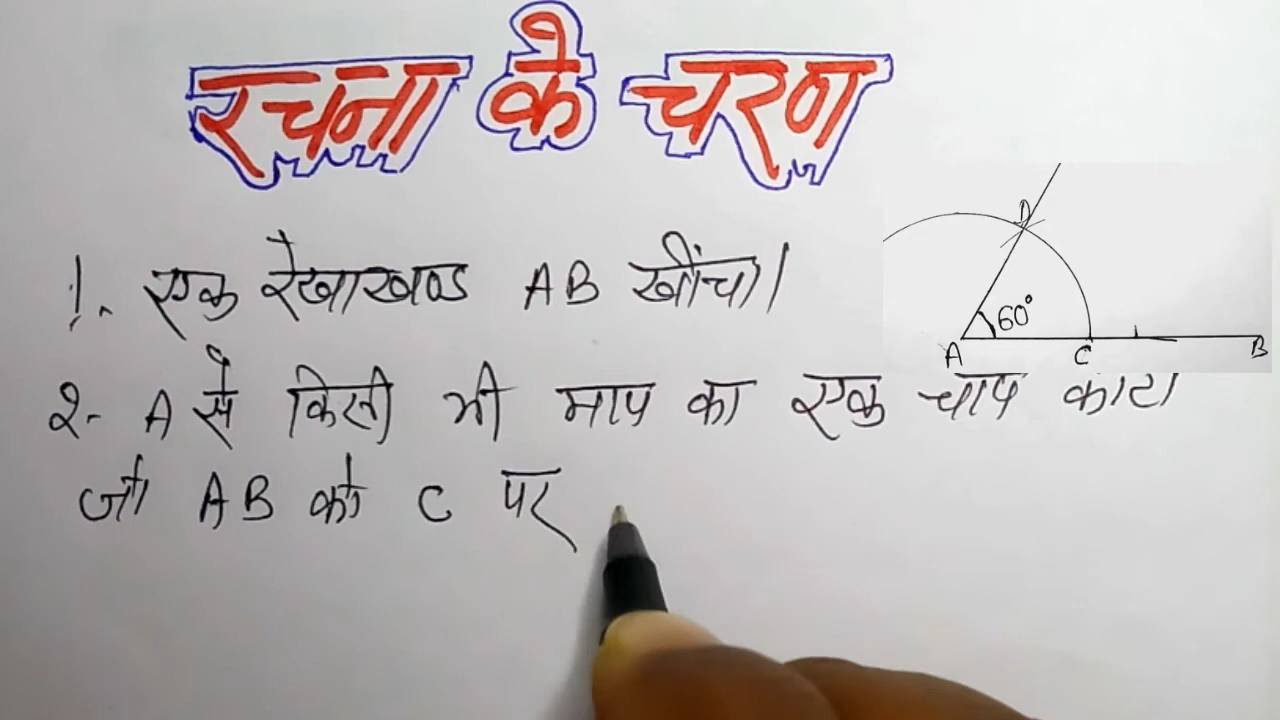 रचना के चरण
1. एक रेखाखण्ड AB खींचा।
D
60°
A C B
2- A से किसी भी माप का एक चाप काटा
जो AB को C पर